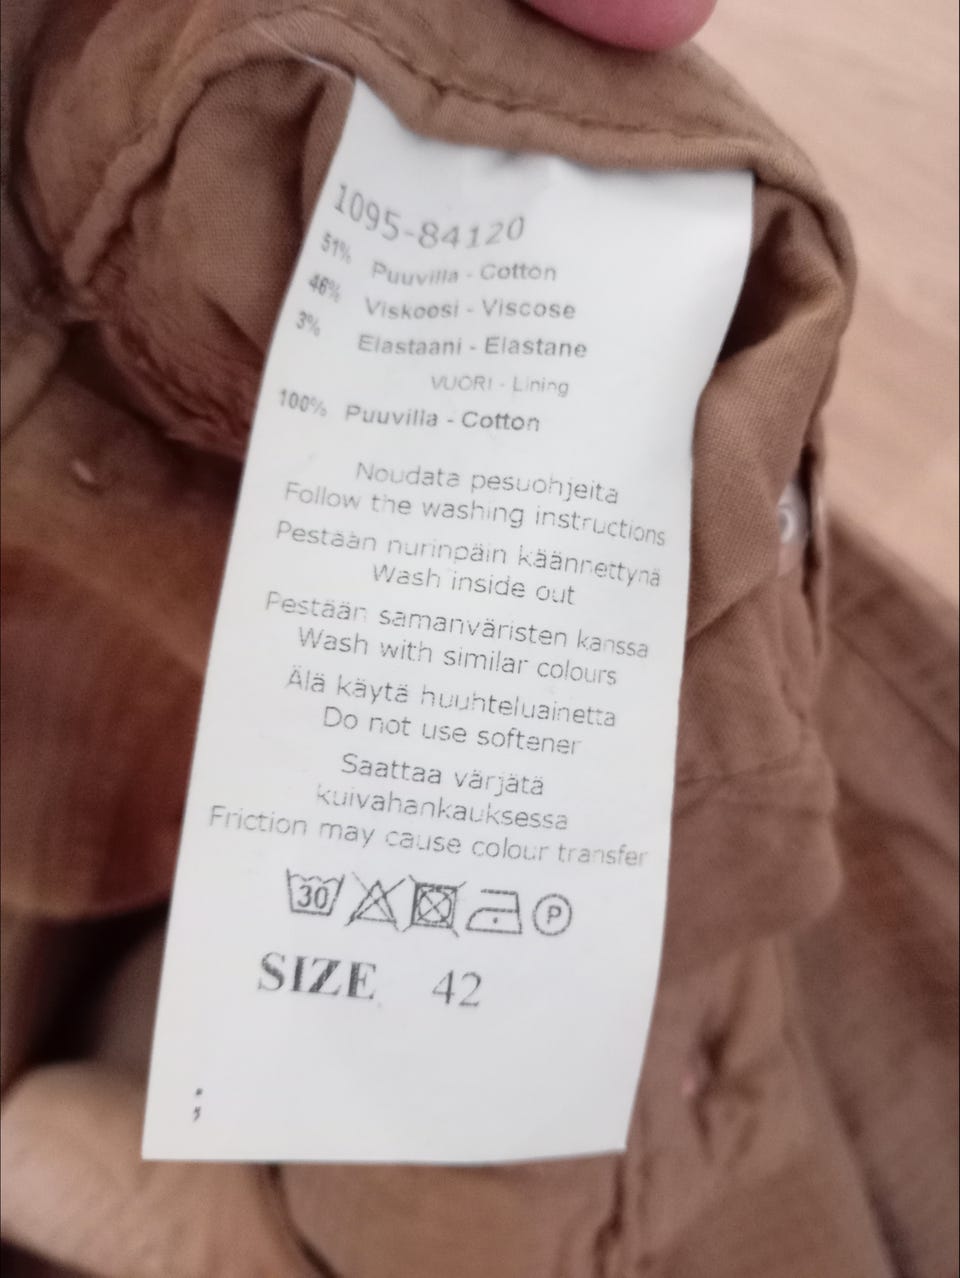 1095-84120
51% Puuvilla - Cotton
46% Viskoosi - Viscose
3% Elastaani - Elastane
VUORI - Lining
100% Puuvilla - Cotton
Noudata pesuohjeita
Follow the washing instructions
Pestään nurinpäin käännettynä
Wash inside out
Pestään samanväristen kanssa
Wash with similar colours
Älä käytä huuhteluainetta
Do not use softener
Saattaa värjätä
kuivahankauksessa
Friction may cause colour transfer
30 P
SIZE 42
;